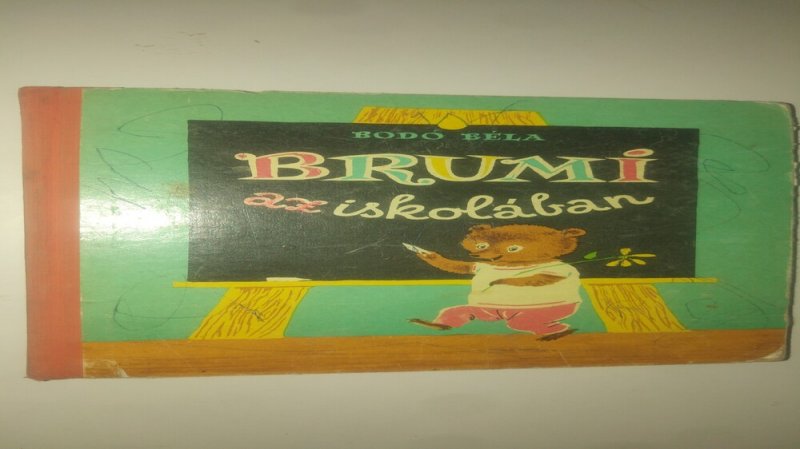 BODÓ BÉLA
BRUMI
az iskolában